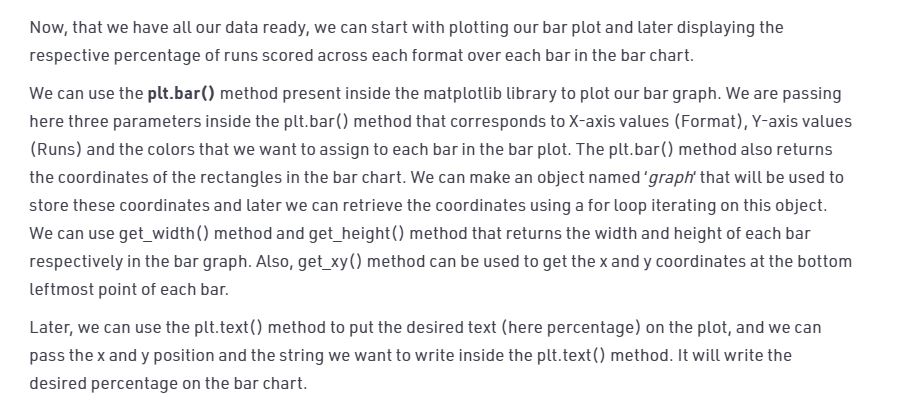 Now, that we have all our data ready, we can start with plotting our bar plot and later displaying the
respective percentage of runs scored across each format over each bar in the bar chart.
We can use the plt.bar() method present inside the matplotlib library to plot our bar graph. We are passing
here three parameters inside the plt.bar() method that corresponds to X-axis values (Format), Y-axis values
(Runs) and the colors that we want to assign to each bar in the bar plot. The plt.bar() method also returns
the coordinates of the rectangles in the bar chart. We can make an object named ‘graph‘ that will be used to
store these coordinates and later we can retrieve the coordinates using a for loop iterating on this object.
We can use get_width() method and get_height() method that returns the width and height of each bar
respectively in the bar graph. Also, get_xy() method can be used to get the x and y coordinates at the bottom
leftmost point of each bar.
Later, we can use the plt.text() method to put the desired text (here percentage) on the plot, and we can
pass the x and y position and the string we want to write inside the plt.text() method. It will write the
desired percentage on the bar chart.